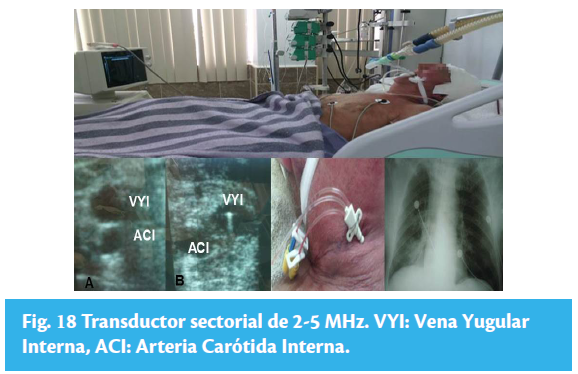 VYI
VYI
ACI
ACI
A
B
Fig. 18 Transductor sectorial de 2-5 MHz. VYI: Vena Yugular
Interna, ACI: Arteria Carótida Interna.